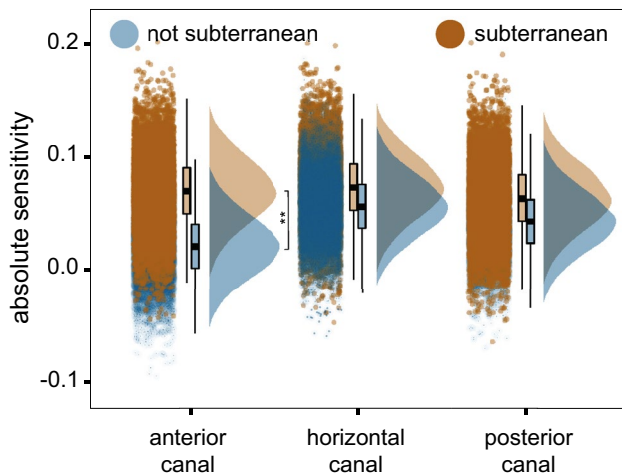 not subterranean
subterranean
absolute sensitivity
0.2
0.1
0.0
-0.1
**
anterior
canal
horizontal
canal
posterior
canal